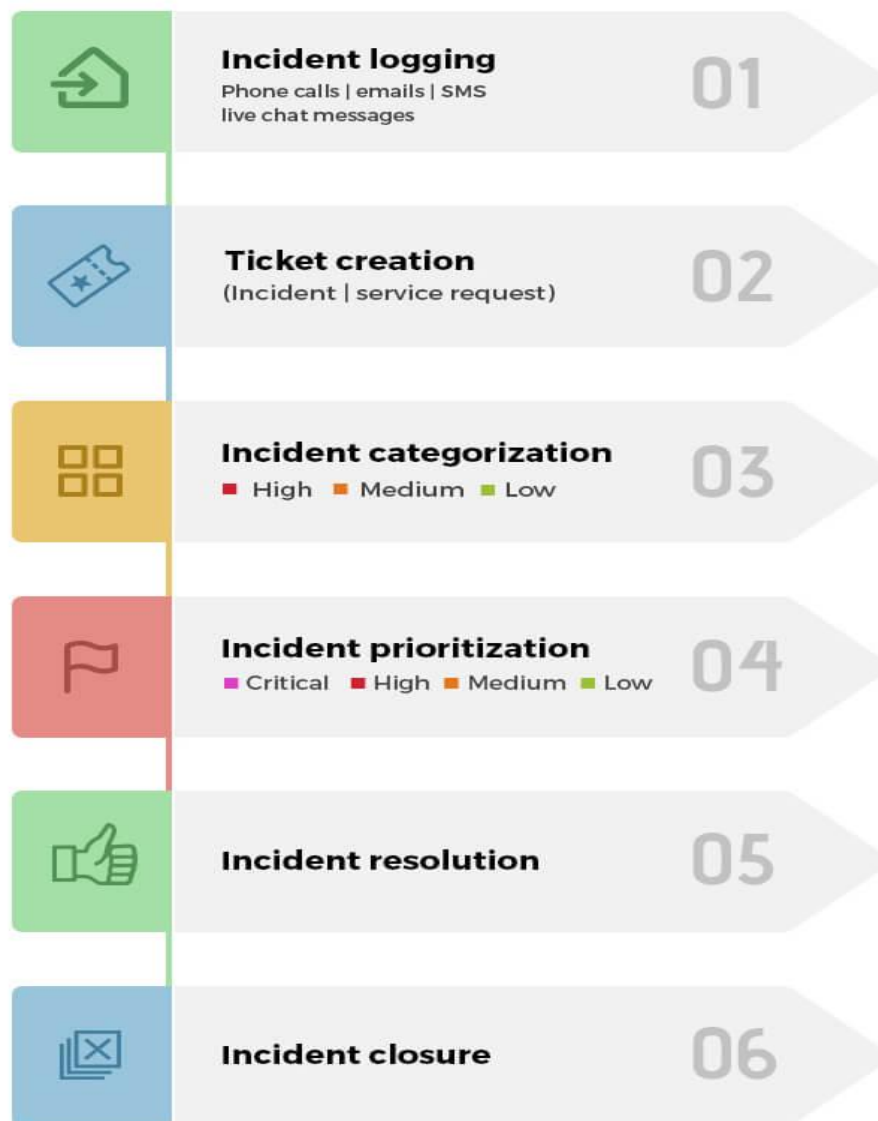 Incident logging
Phone calls | emails | SMS
live chat messages
01
Ticket creation
(Incident | service request)
02
Incident categorization
High Medium Low
03
Incident prioritization
Critical High Medium Low
04
Incident resolution
05
Incident closure
06